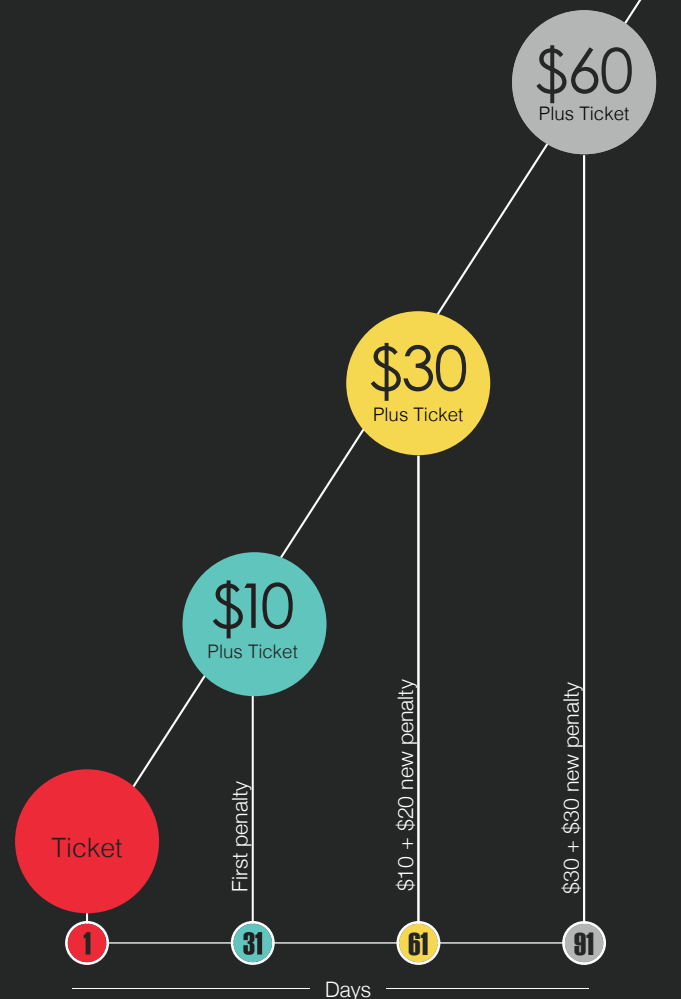 $60
Plus Ticket
$30
Plus Ticket
$10
Plus Ticket
Ticket
First penalty
$10 + $20 new penalty
$30 + $30 new penalty
1
31
61
91
Days